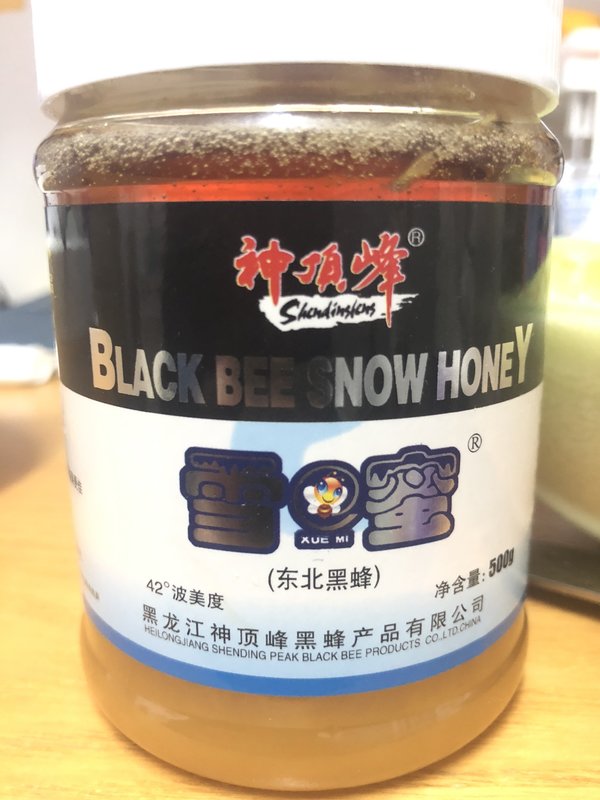 神顶峰®
Shendingfeng
BLACK BEE SNOW HONEY
雪蜜®
XUE MI
(东北黑蜂)
42°波美度
净含量: 500g
黑龙江神顶峰黑蜂产品有限公司
HEILONGJIANG SHENDING PEAK BLACK BEE PRODUCTS CO.,LTD.CHINA